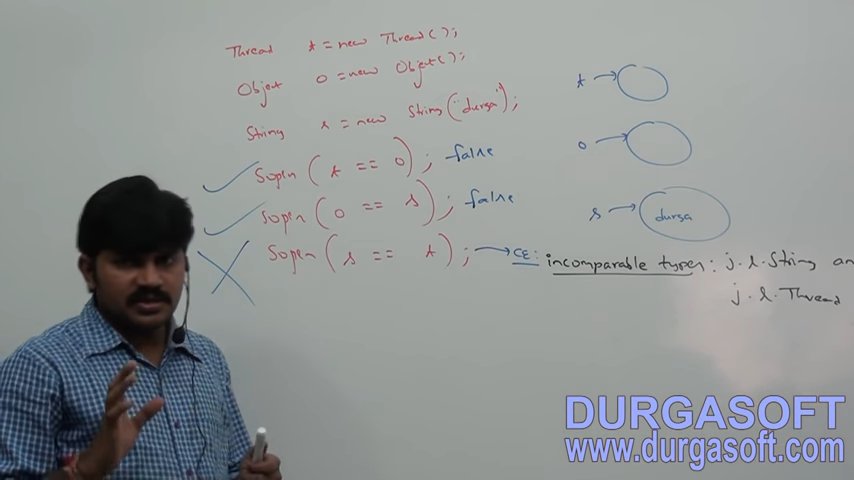 Thread t = new Thread();
Object o = new Object();
String s = new String("durga");
Sopln (t == o); false
Sopln (o == s); false
Sopln (s == t); → CE: incomparable types: j.l.String an
j.l.Thread
t →
o →
s → durga
DURGASOFT
www.durgasoft.com